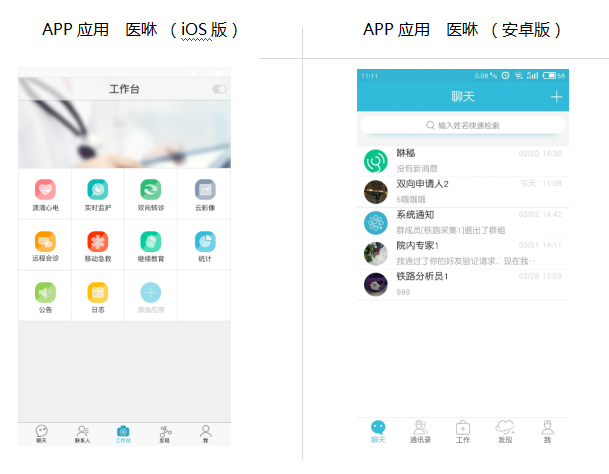 APP 应用 医咻 （iOS 版）
APP 应用 医咻 （安卓版）
工作台
滴滴心电 实时监护 双向转诊 云影像
远程会诊 移动急救 继续教育 统计
公告 日志 添加应用
聊天 联系人 工作台 发现 我
11:11
58
聊天
输入姓名快速检索
咻秘 02/20 18:30
没有新消息
双向申请人2 今天 11:08
6哦哦哦
系统通知 03/02 14:42
群成员[铁路采集1]退出了群组
院内专家1 03/01 14:11
我通过了你的好友验证请求，现在我···
铁路分析员1 02/28 17:03
999
聊天 通讯录 工作 发现 我